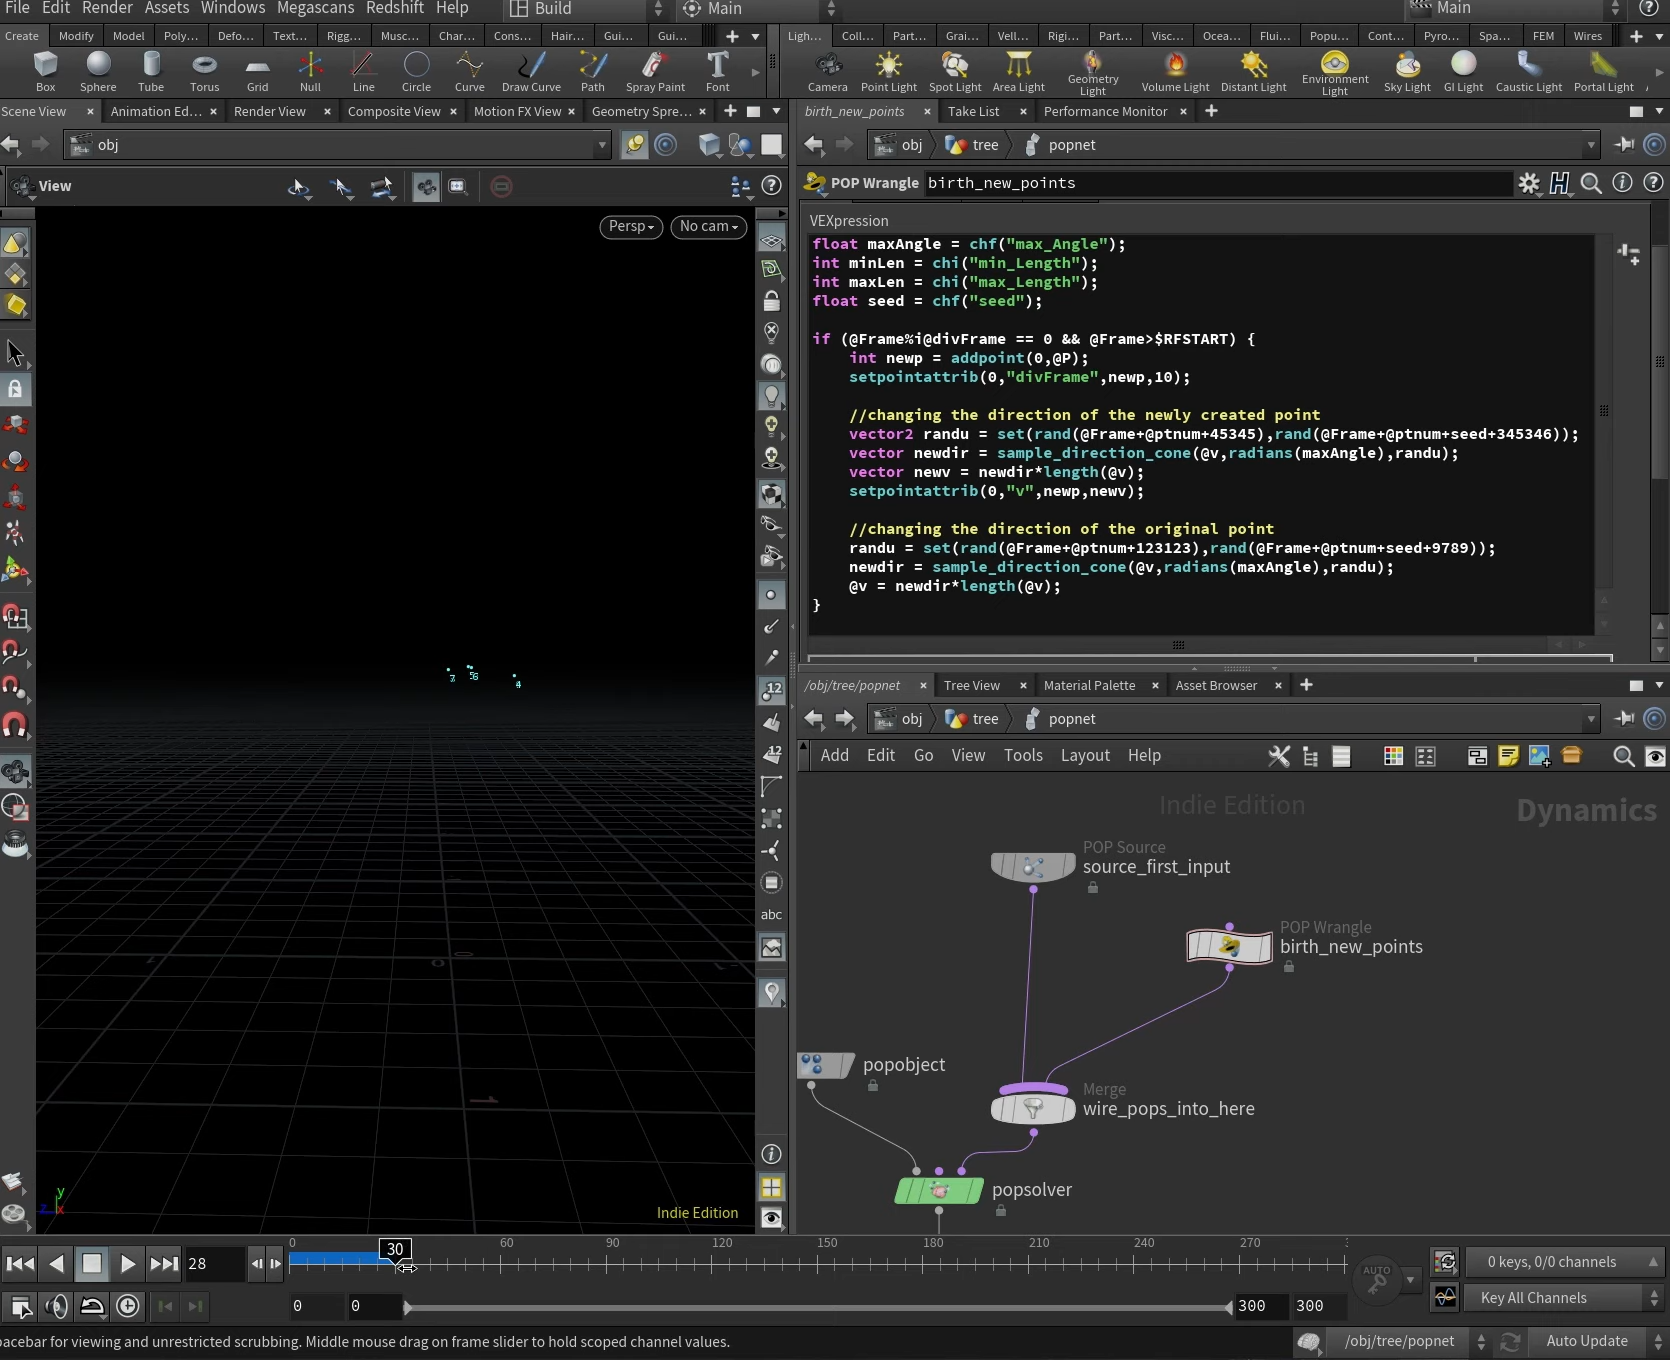 File Edit Render Assets Windows Megascans Redshift Help Build Main Main
Create Modify Model Poly... Defo... Text... Rigg... Musc... Char... Cons... Hair... Gui... Gui...
Ligh... Coll... Part... Grai... Vell... Rigi... Part... Visc... Ocea... Flui... Popu... Cont... Pyro... Spa... FEM Wires
Box Sphere Tube Torus Grid Null Line Circle Curve Draw Curve Path Spray Paint Font
Camera Point Light Spot Light Area Light Geometry Light Volume Light Distant Light Environment Light Sky Light GI Light Caustic Light Portal Light
Scene View Animation Ed... Render View Composite View Motion FX View Geometry Spre...
birth_new_points Take List Performance Monitor
obj
obj tree popnet
View
POP Wrangle birth_new_points
Persp No cam
VEXpression
float maxAngle = chf("max_Angle");
int minLen = chi("min_Length");
int maxLen = chi("max_Length");
float seed = chf("seed");
if (@Frame%i@divFrame == 0 && @Frame>$RFSTART) {
int newp = addpoint(0,@P);
setpointattrib(0,"divFrame",newp,10);
//changing the direction of the newly created point
vector2 randu = set(rand(@Frame+@ptnum+45345),rand(@Frame+@ptnum+seed+345346));
vector newdir = sample_direction_cone(@v,radians(maxAngle),randu);
vector newv = newdir*length(@v);
setpointattrib(0,"v",newp,newv);
//changing the direction of the original point
randu = set(rand(@Frame+@ptnum+123123),rand(@Frame+@ptnum+seed+9789));
newdir = sample_direction_cone(@v,radians(maxAngle),randu);
@v = newdir*length(@v);
}
7 4
12
12
abc
/obj/tree/popnet Tree View Material Palette Asset Browser
obj tree popnet
Add Edit Go View Tools Layout Help
Indie Edition
Dynamics
POP Source
source_first_input
POP Wrangle
birth_new_points
popobject
Merge
wire_pops_into_here
popsolver
y
z x
Indie Edition
0 30 60 90 120 150 180 210 240 270
28
AUTO
0 keys, 0/0 channels
0 0 300 300
Key All Channels
pacebar for viewing and unrestricted scrubbing. Middle mouse drag on frame slider to hold scoped channel values.
/obj/tree/popnet Auto Update